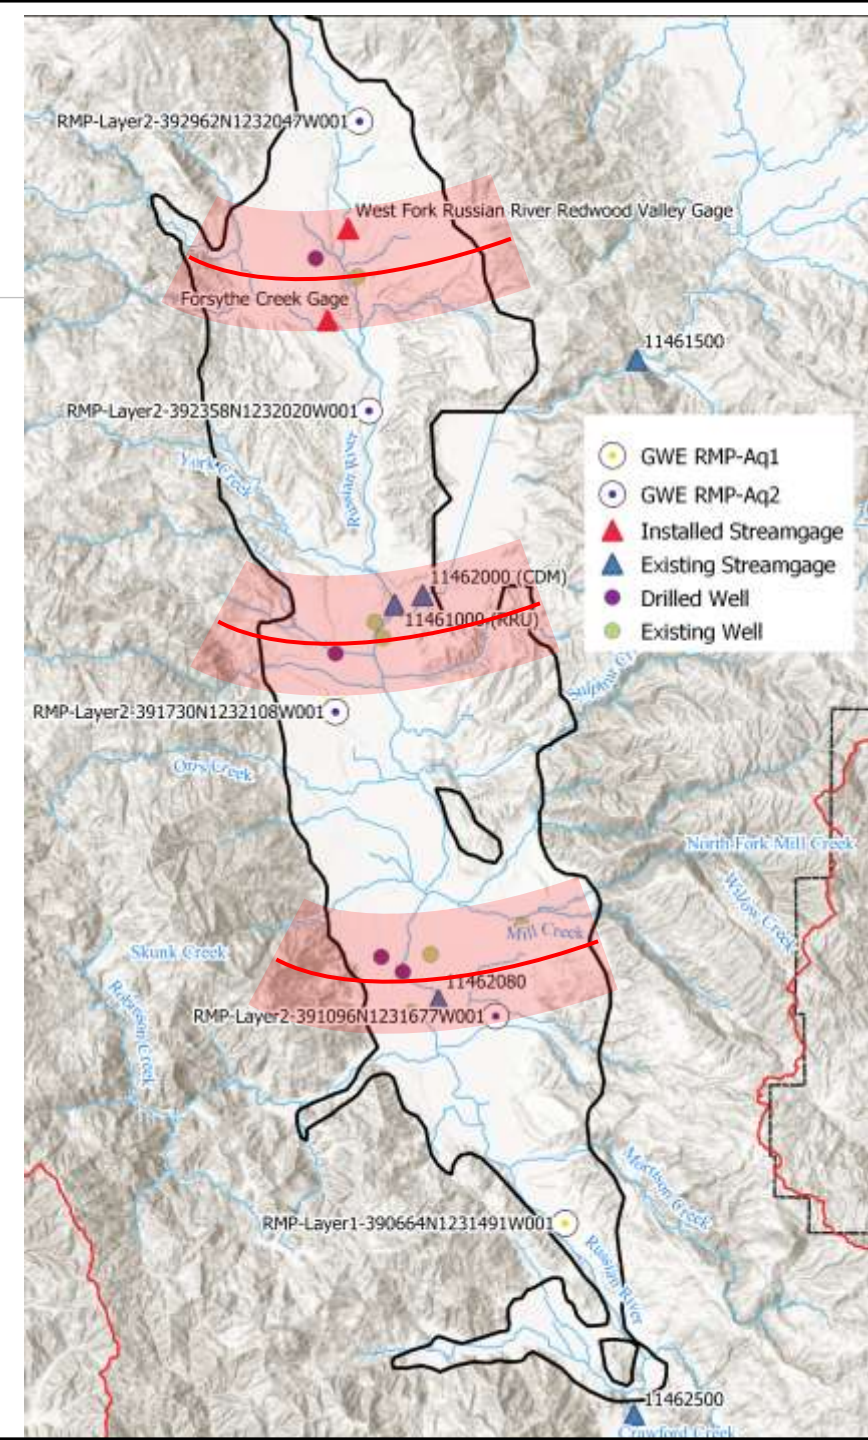 RMP-Layer2-392962N1232047W001
West Fork Russian River Redwood Valley Gage
Forsythe Creek Gage
11461500
RMP-Layer2-392358N1232020W001
York Creek
Russian River
GWE RMP-Aq1
GWE RMP-Aq2
Installed Streamgage
Existing Streamgage
Drilled Well
Existing Well
11462000 (CDM)
11461000 (RRU)
RMP-Layer2-391730N1232108W001
Orrs Creek
North Fork Mill Creek
Willow Creek
Mill Creek
Skunk Creek
Robinson Creek
11462080
RMP-Layer2-391096N1231677W001
Morrison Creek
RMP-Layer1-390664N1231491W001
Russian River
11462500
Crawford Creek